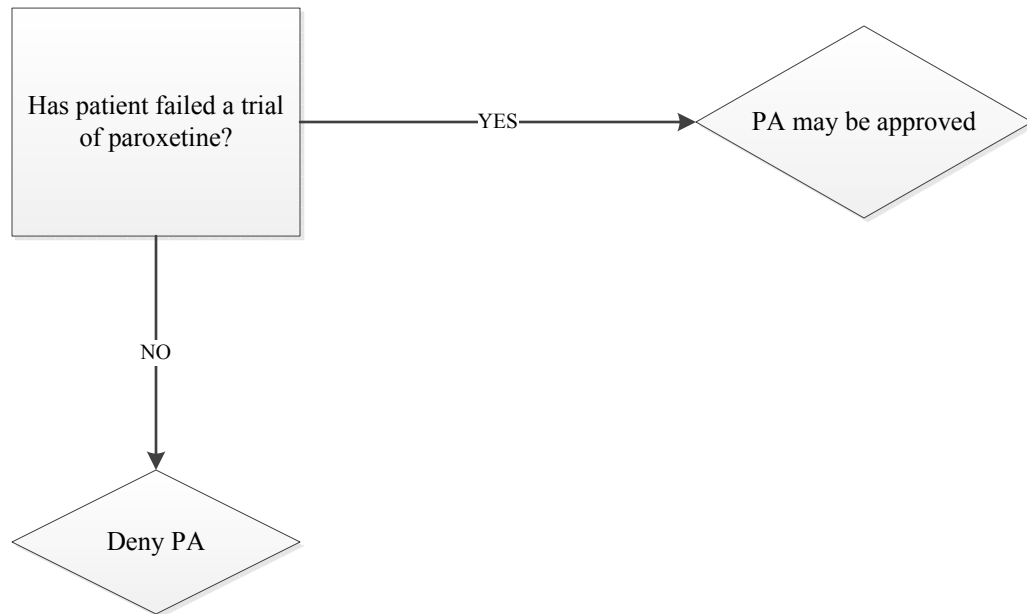 Has patient failed a trial
of paroxetine?
YES
PA may be approved
NO
Deny PA